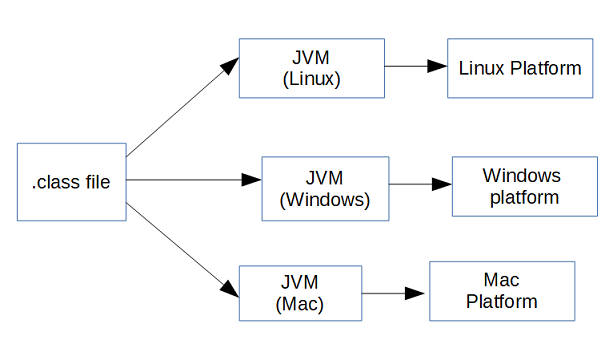 JVM
(Linux)
Linux Platform
.class file
JVM
(Windows)
Windows
platform
JVM
(Mac)
Mac
Platform